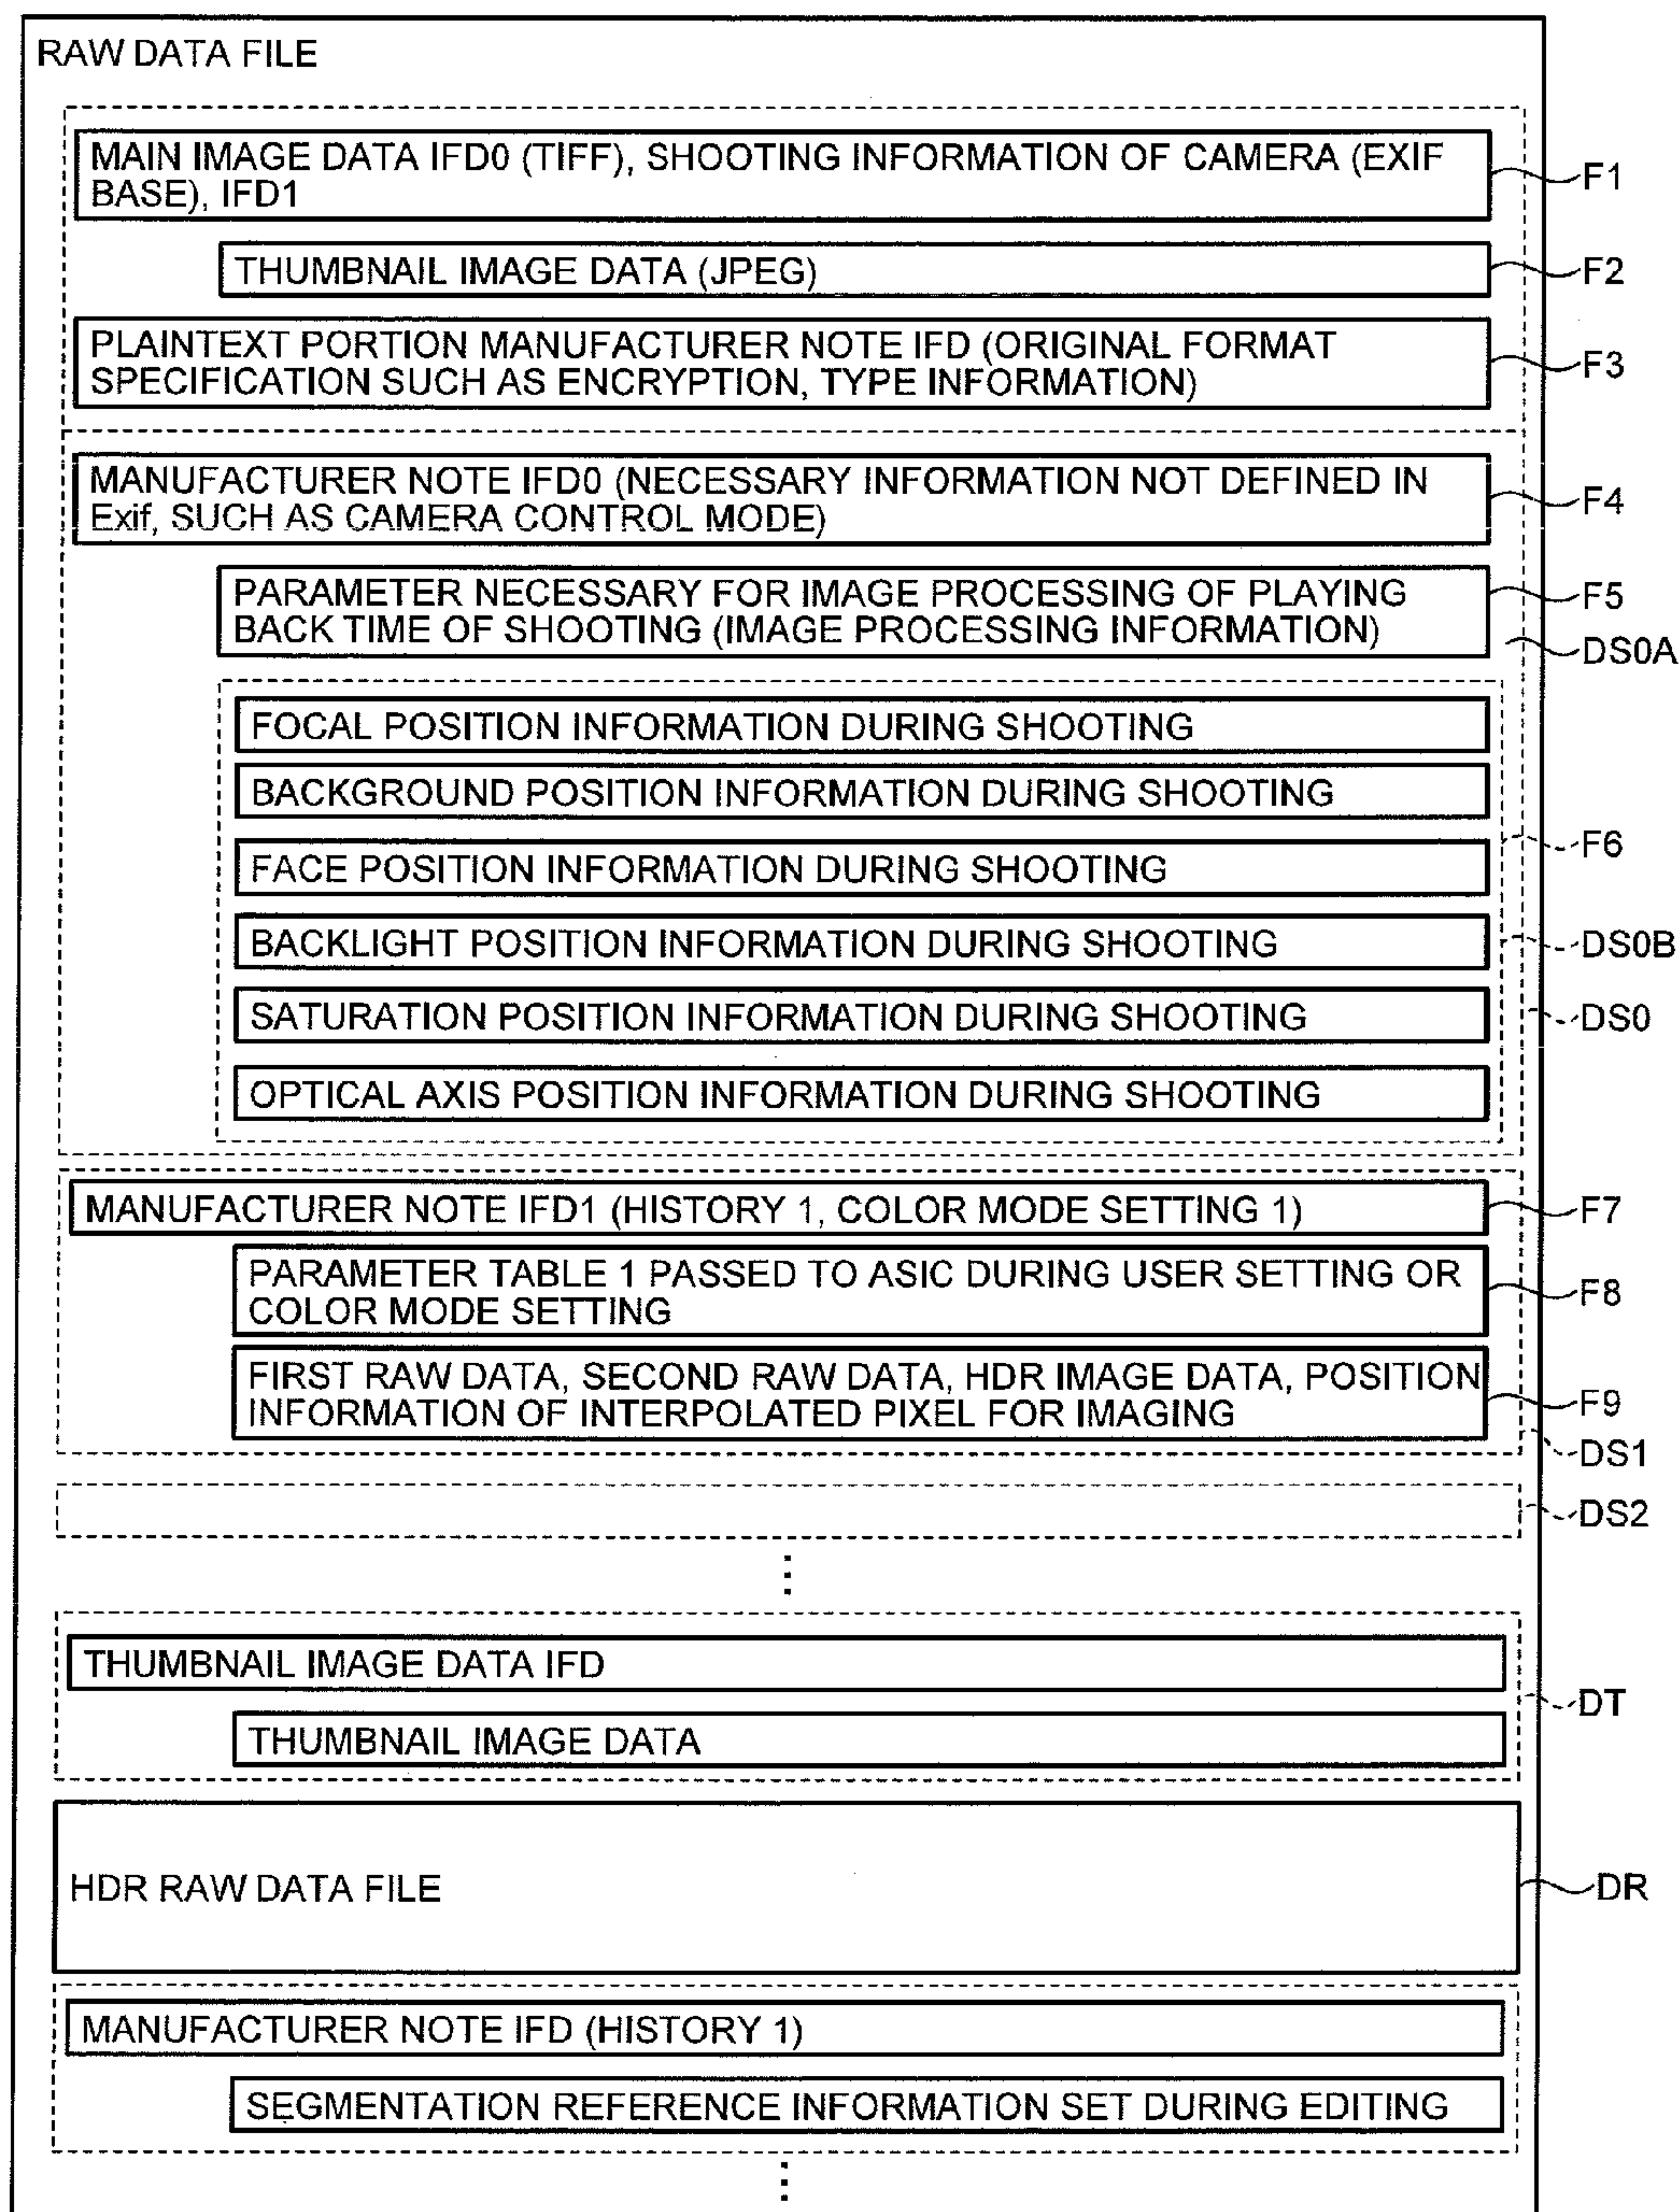 RAW DATA FILE
MAIN IMAGE DATA IFD0 (TIFF), SHOOTING INFORMATION OF CAMERA (EXIF
BASE), IFD1
F1
THUMBNAIL IMAGE DATA (JPEG)
F2
PLAINTEXT PORTION MANUFACTURER NOTE IFD (ORIGINAL FORMAT
SPECIFICATION SUCH AS ENCRYPTION, TYPE INFORMATION)
F3
MANUFACTURER NOTE IFD0 (NECESSARY INFORMATION NOT DEFINED IN
Exif, SUCH AS CAMERA CONTROL MODE)
F4
PARAMETER NECESSARY FOR IMAGE PROCESSING OF PLAYING
BACK TIME OF SHOOTING (IMAGE PROCESSING INFORMATION)
F5
DS0A
FOCAL POSITION INFORMATION DURING SHOOTING
BACKGROUND POSITION INFORMATION DURING SHOOTING
FACE POSITION INFORMATION DURING SHOOTING
F6
BACKLIGHT POSITION INFORMATION DURING SHOOTING
DS0B
SATURATION POSITION INFORMATION DURING SHOOTING
DS0
OPTICAL AXIS POSITION INFORMATION DURING SHOOTING
MANUFACTURER NOTE IFD1 (HISTORY 1, COLOR MODE SETTING 1)
F7
PARAMETER TABLE 1 PASSED TO ASIC DURING USER SETTING OR
COLOR MODE SETTING
F8
FIRST RAW DATA, SECOND RAW DATA, HDR IMAGE DATA, POSITION
INFORMATION OF INTERPOLATED PIXEL FOR IMAGING
F9
DS1
DS2
THUMBNAIL IMAGE DATA IFD
DT
THUMBNAIL IMAGE DATA
HDR RAW DATA FILE
DR
MANUFACTURER NOTE IFD (HISTORY 1)
SEGMENTATION REFERENCE INFORMATION SET DURING EDITING